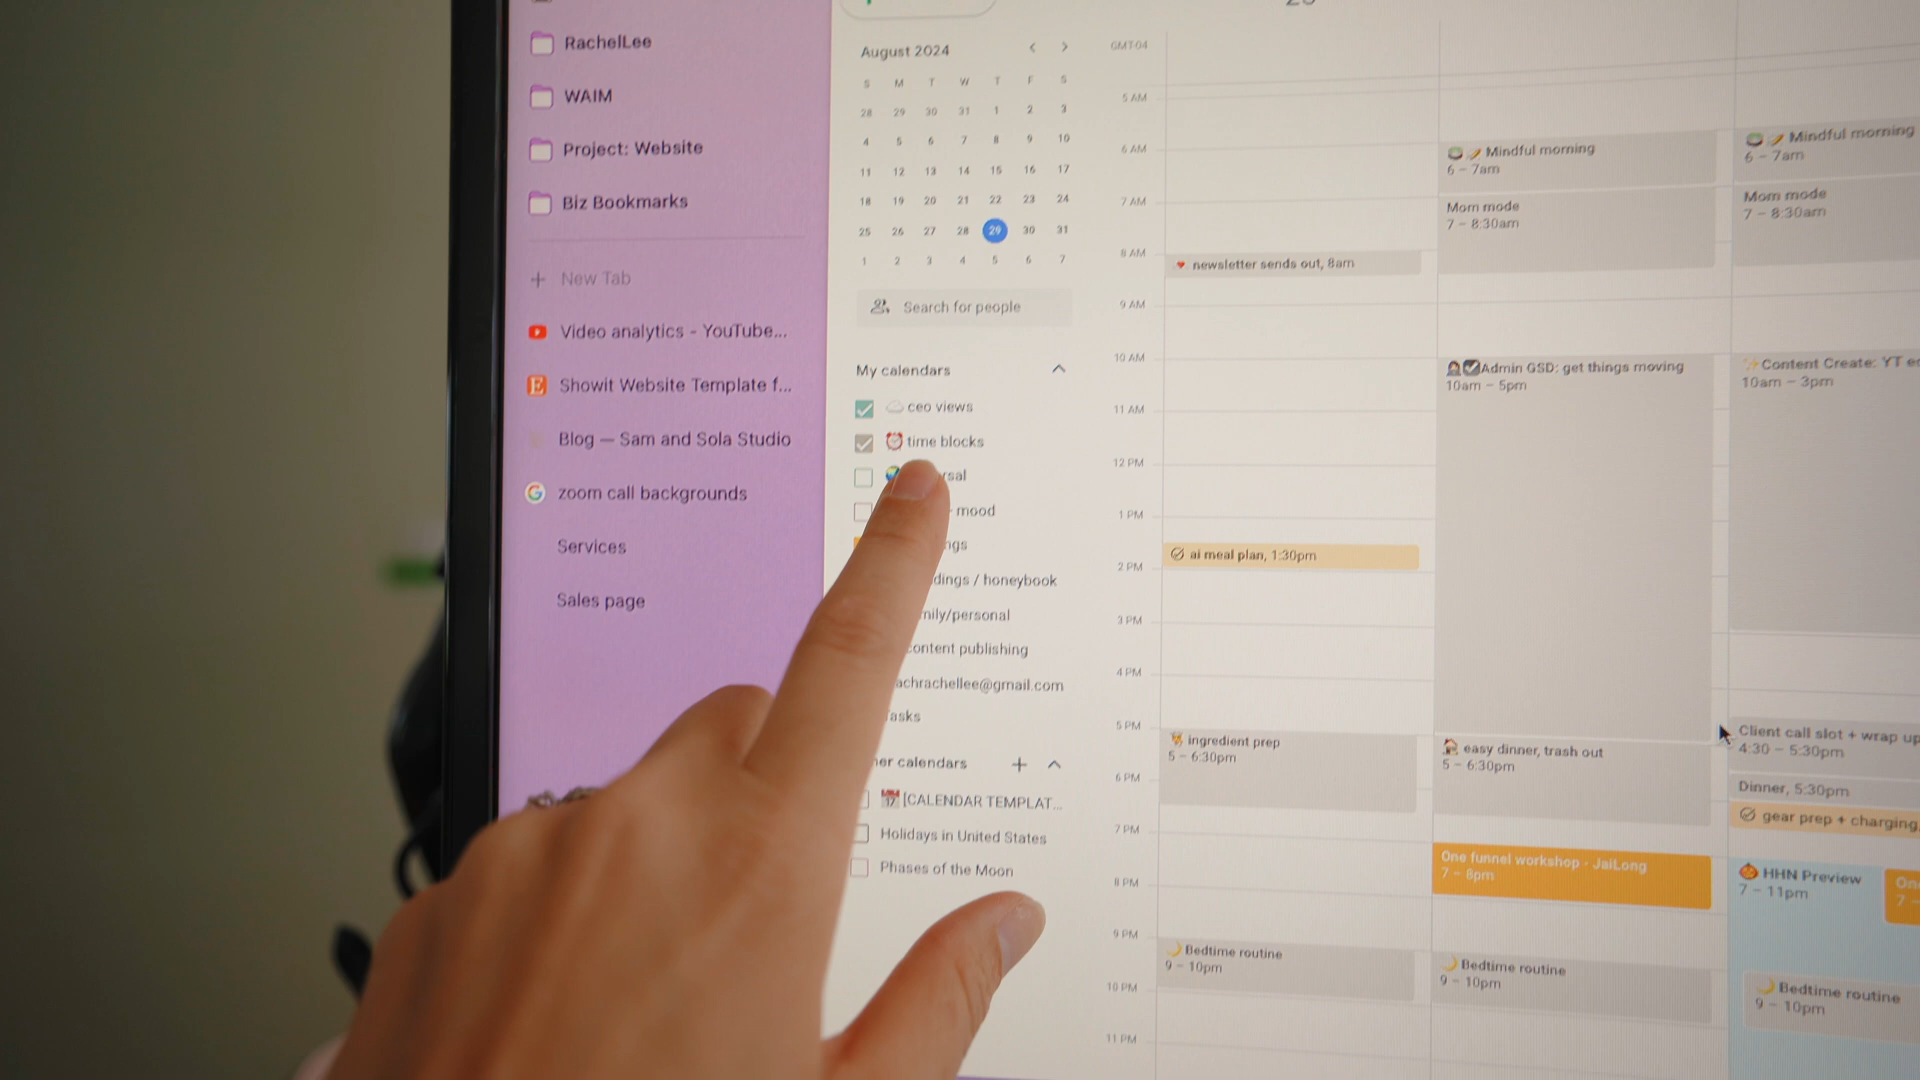 RachelLee
WAIM
Project: Website
Biz Bookmarks
New Tab
Video analytics - YouTube...
Showit Website Template f...
Blog — Sam and Sola Studio
zoom call backgrounds
Services
Sales page
August 2024
S M T W T F S
28 29 30 31 1 2 3
4 5 6 7 8 9 10
11 12 13 14 15 16 17
18 19 20 21 22 23 24
25 26 27 28 29 30 31
1 2 3 4 5 6 7
Search for people
My calendars
ceo views
time blocks
mood
/ honeybook
/personal
publishing
achrachellee@gmail.com
calendars
17
[CALENDAR TEMPLAT...
Holidays in United States
Phases of the Moon
GMT-04
5 AM
6 AM
7 AM
8 AM
9 AM
10 AM
11 AM
12 PM
1 PM
2 PM
3 PM
4 PM
5 PM
6 PM
7 PM
8 PM
9 PM
10 PM
11 PM
newsletter sends out, 8am
ai meal plan, 1:30pm
ingredient prep
5 – 6:30pm
Bedtime routine
9 – 10pm
Mindful morning
6 – 7am
Mom mode
7 – 8:30am
Admin GSD: get things moving
10am – 5pm
easy dinner, trash out
5 – 6:30pm
One funnel workshop - JaiLong
7 – 8pm
Bedtime routine
9 – 10pm
Mindful morning
6 – 7am
Mom mode
7 – 8:30am
Content Create: YT
10am – 3pm
Client call slot + wrap up
4:30 – 5:30pm
Dinner, 5:30pm
gear prep + charging,
HHN Preview
7 – 11pm
7 –
Bedtime routine
9 – 10pm